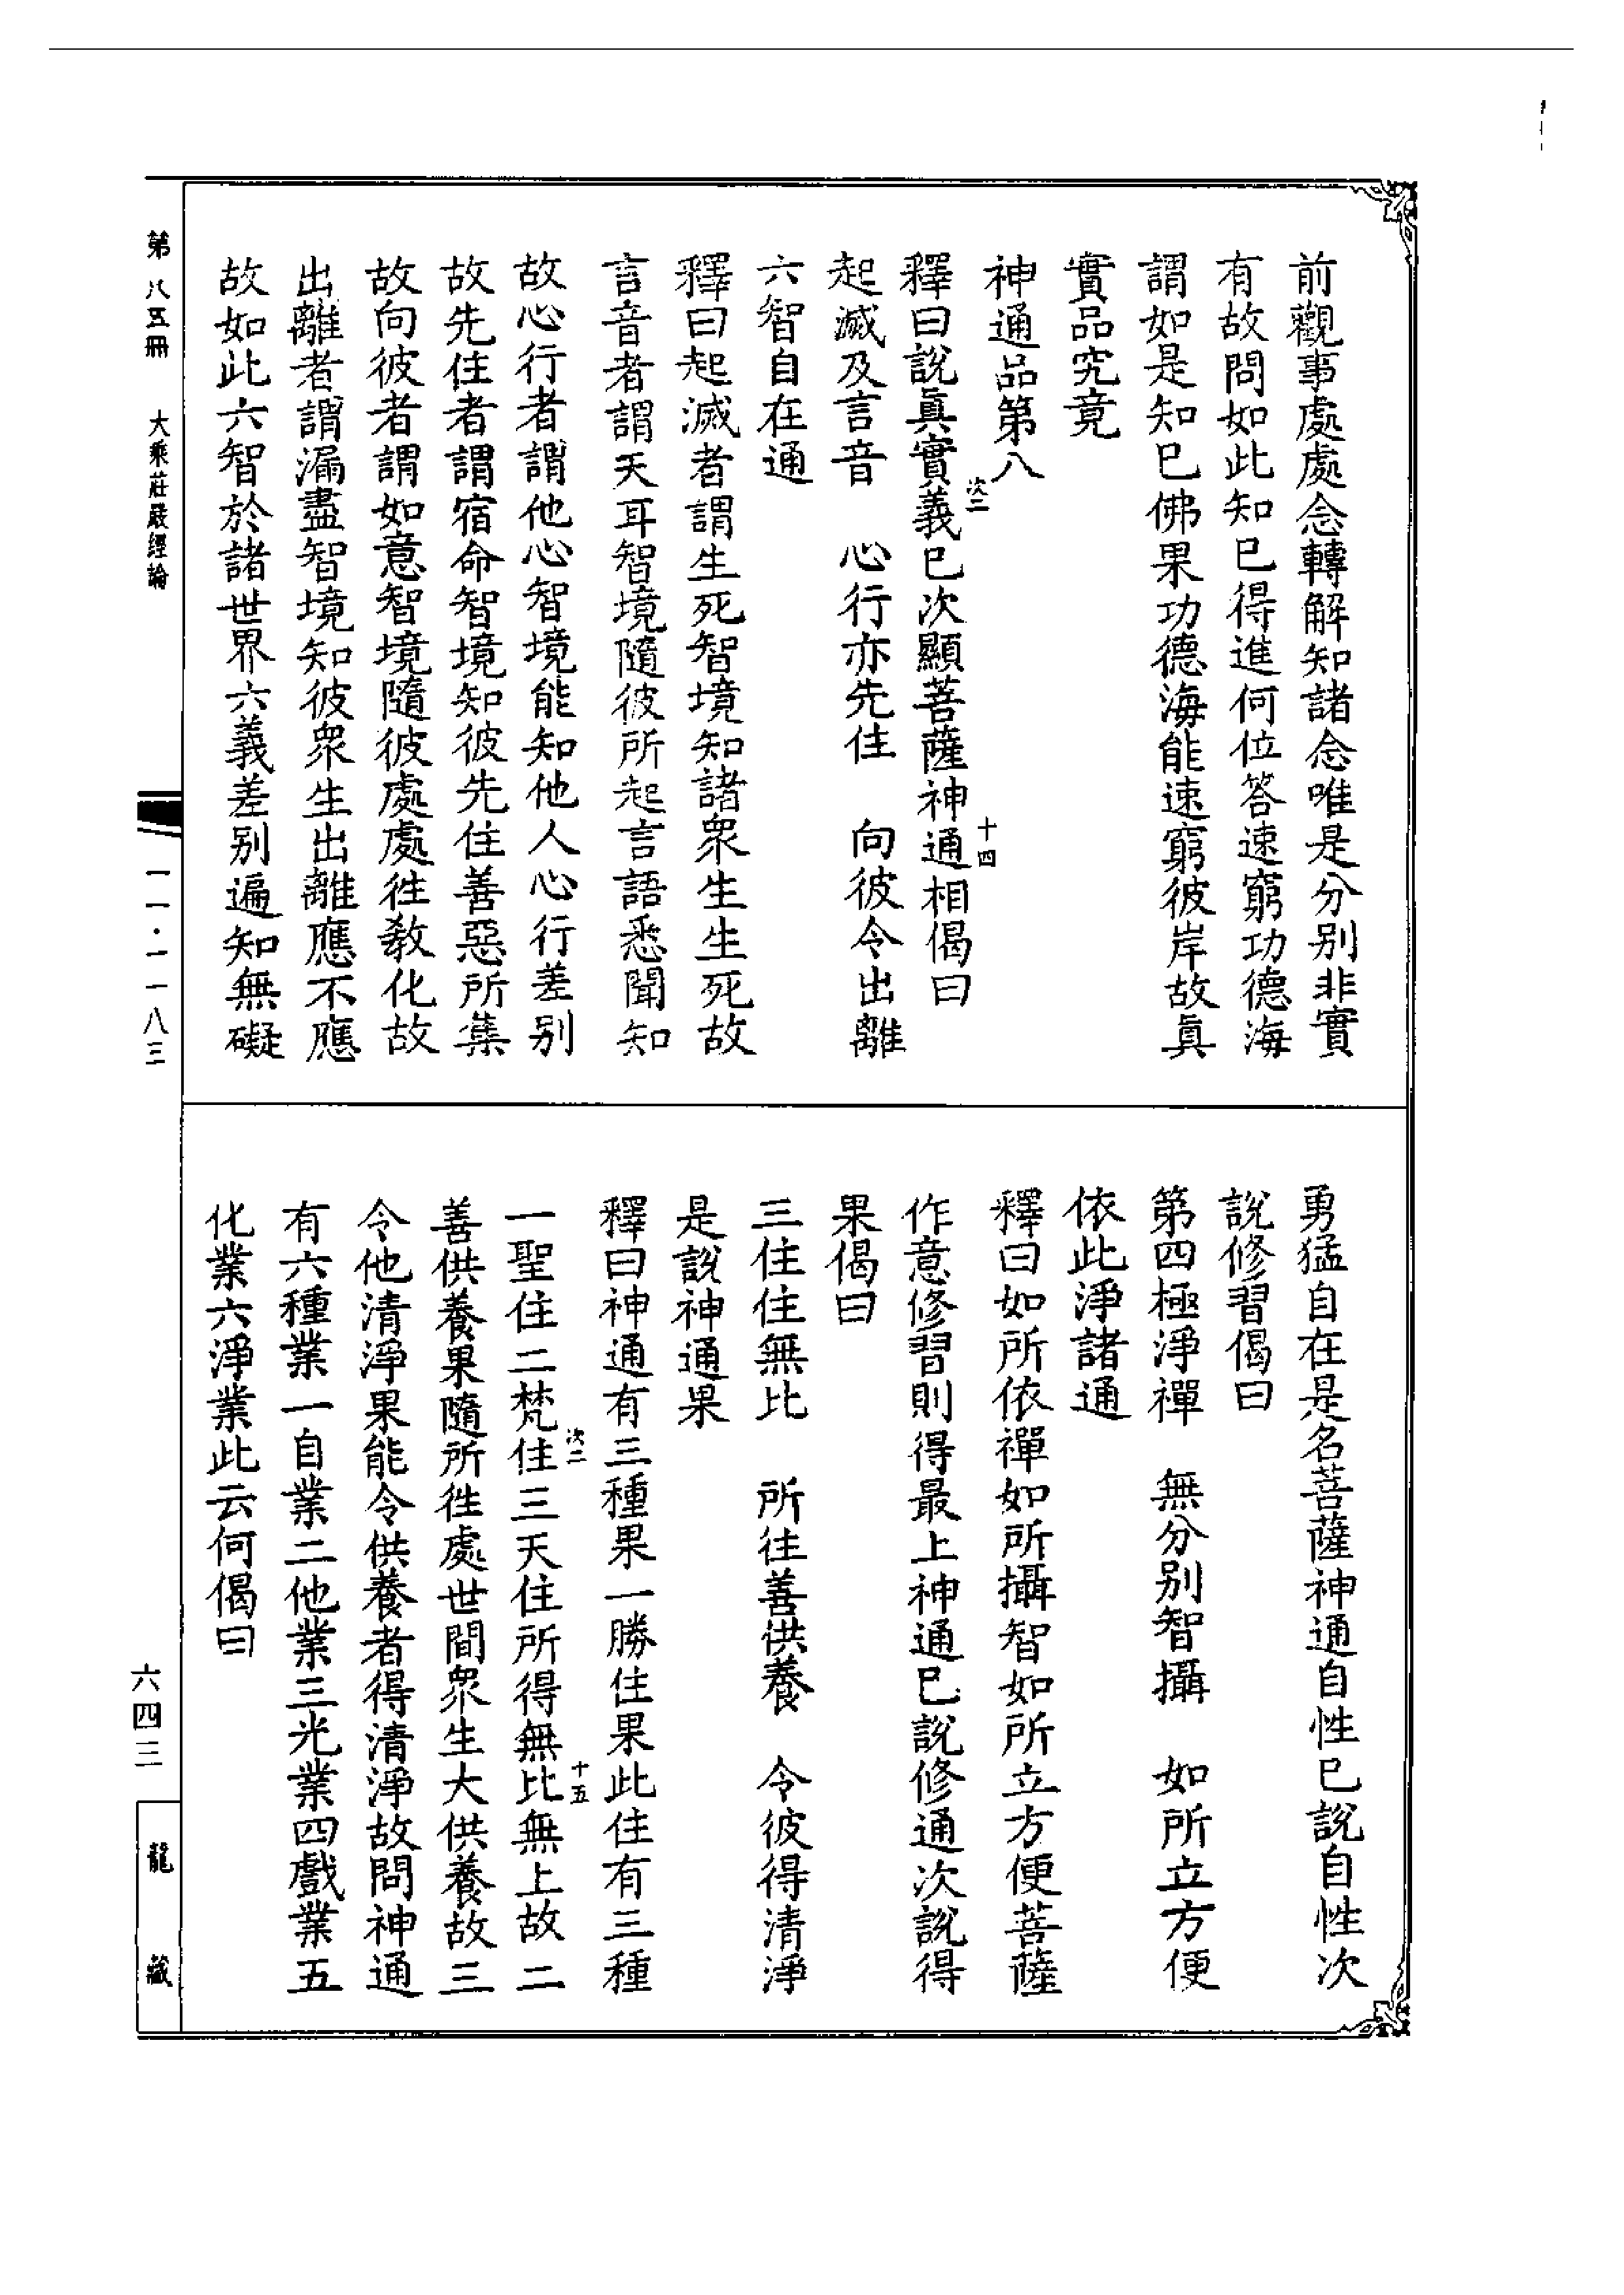 前觀事處處念轉解知諸念唯是分别非實
有故問如此知已得進何位答速窮功德海
謂如是知已佛果功德海能速窮彼岸故眞
實品究竟
神通品第八
次二
十四
釋曰說眞實義已次顯菩薩神通相偈曰
起滅及言音　心行亦先住　向彼令出離
六智自在通
釋曰起滅者謂生死智境知諸衆生生死故
言音者謂天耳智境隨彼所起言語悉聞知
故心行者謂他心智境能知他人心行差别
故先住者謂宿命智境知彼先住善惡所集
故向彼者謂如意智境隨彼處處往教化故
出離者謂漏盡智境知彼衆生出離應不應
故如此六智於諸世界六義差别遍知無礙
勇猛自在是名菩薩神通自性已說自性次
說修習偈曰
第四極淨禪　無分别智攝　如所立方便
依此淨諸通
釋曰如所依禪如所攝智如所立方便菩薩
作意修習則得最上神通已說修通次說得
果偈曰
三住住無比　所往善供養　令彼得清淨
是說神通果
釋曰神通有三種果一勝住果此住有三種
次二
十五
一聖住二梵住三天住所得無比無上故二
善供養果隨所往處世間衆生大供養故三
令他清淨果能令供養者得清淨故問神通
有六種業一自業二他業三光業四戲業五
化業六淨業此云何偈曰
第八五冊　大乘莊嚴經論
一一·一一八三
六四三
龍藏